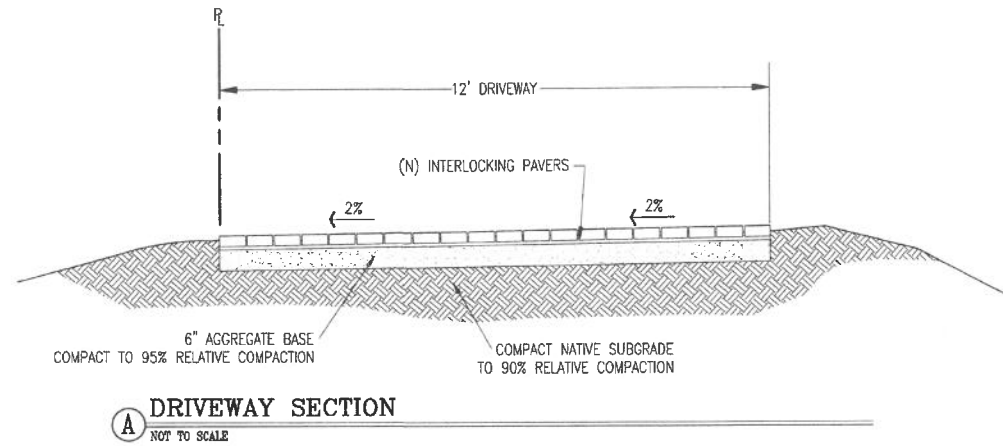 PL
12' DRIVEWAY
(N) INTERLOCKING PAVERS
2%
2%
6" AGGREGATE BASE
COMPACT TO 95% RELATIVE COMPACTION
COMPACT NATIVE SUBGRADE
TO 90% RELATIVE COMPACTION
A
DRIVEWAY SECTION
NOT TO SCALE